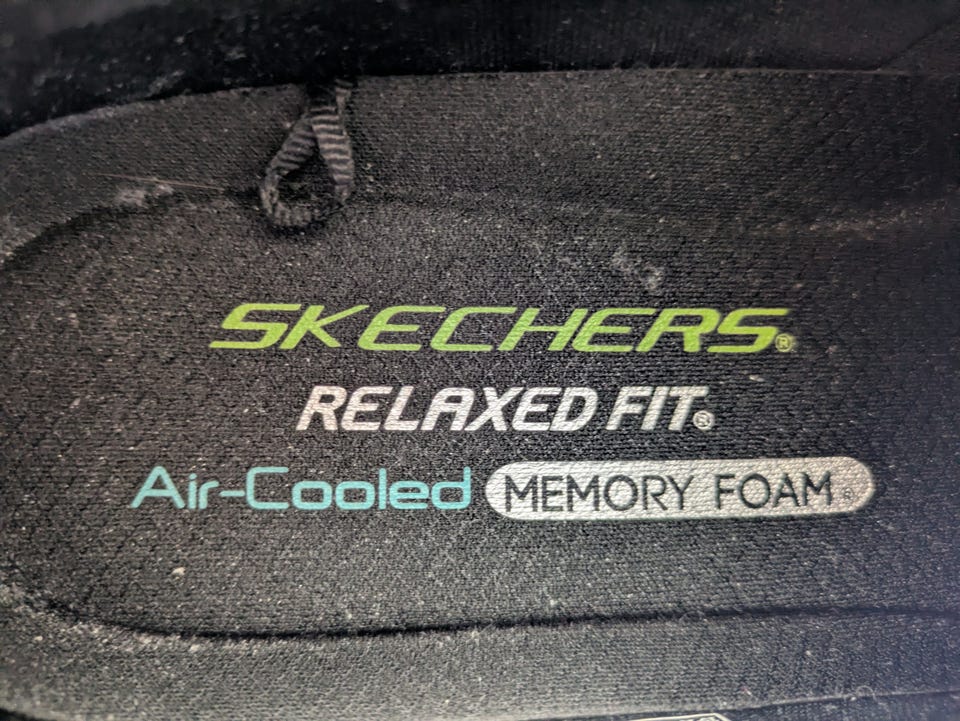 SKECHERS®
RELAXED FIT®
Air-Cooled MEMORY FOAM®